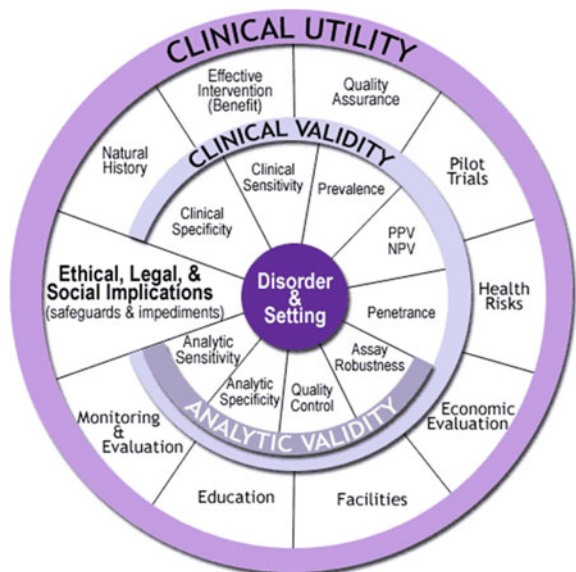 CLINICAL UTILITY
Effective
Intervention
(Benefit)
Quality
Assurance
Natural
History
Pilot
Trials
CLINICAL VALIDITY
Clinical
Sensitivity
Prevalence
Clinical
Specificity
PPV
NPV
Ethical, Legal, &
Social Implications
(safeguards & impediments)
Disorder
&
Setting
Penetrance
Health
Risks
Analytic
Sensitivity
Analytic
Specificity
Quality
Control
Assay
Robustness
ANALYTIC VALIDITY
Monitoring
&
Evaluation
Economic
Evaluation
Education
Facilities